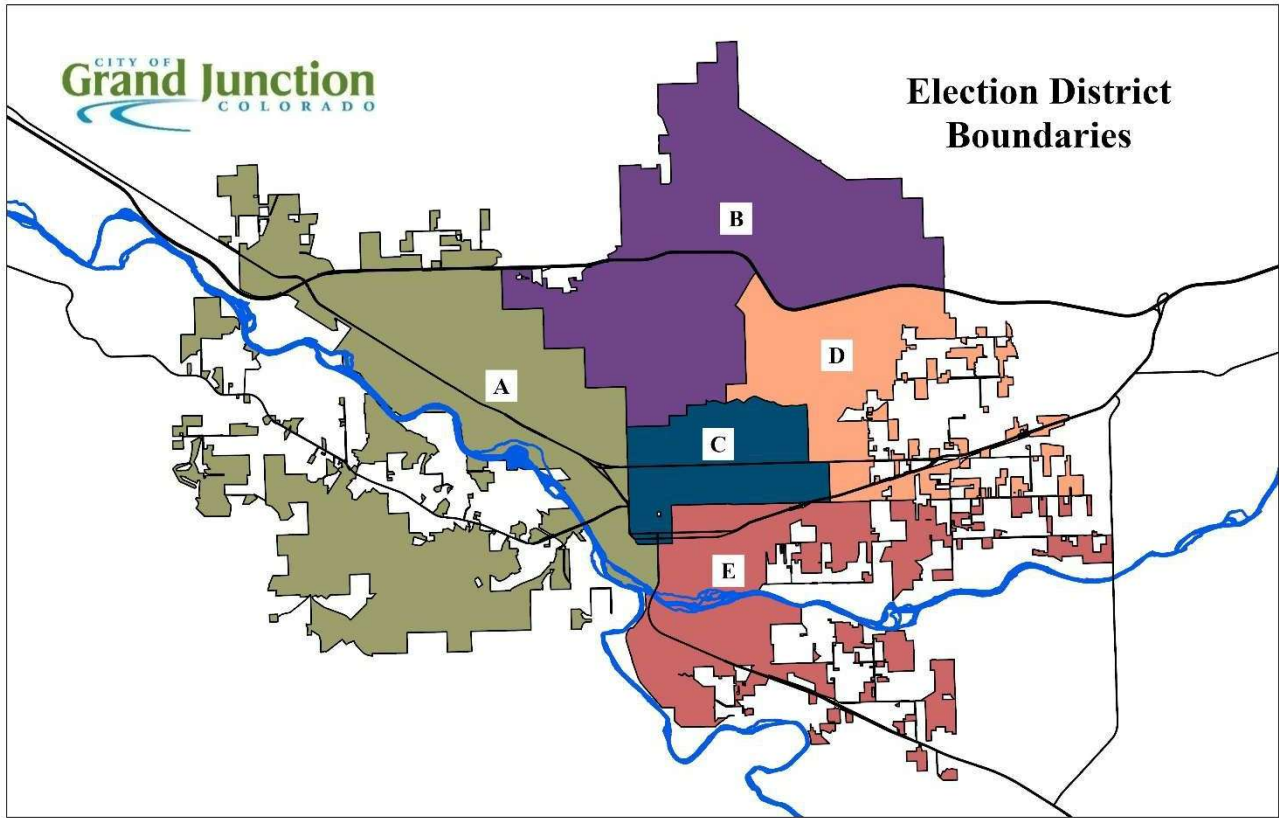 CITY OF
Grand Junction
COLORADO
Election District
Boundaries
B
D
A
C
E